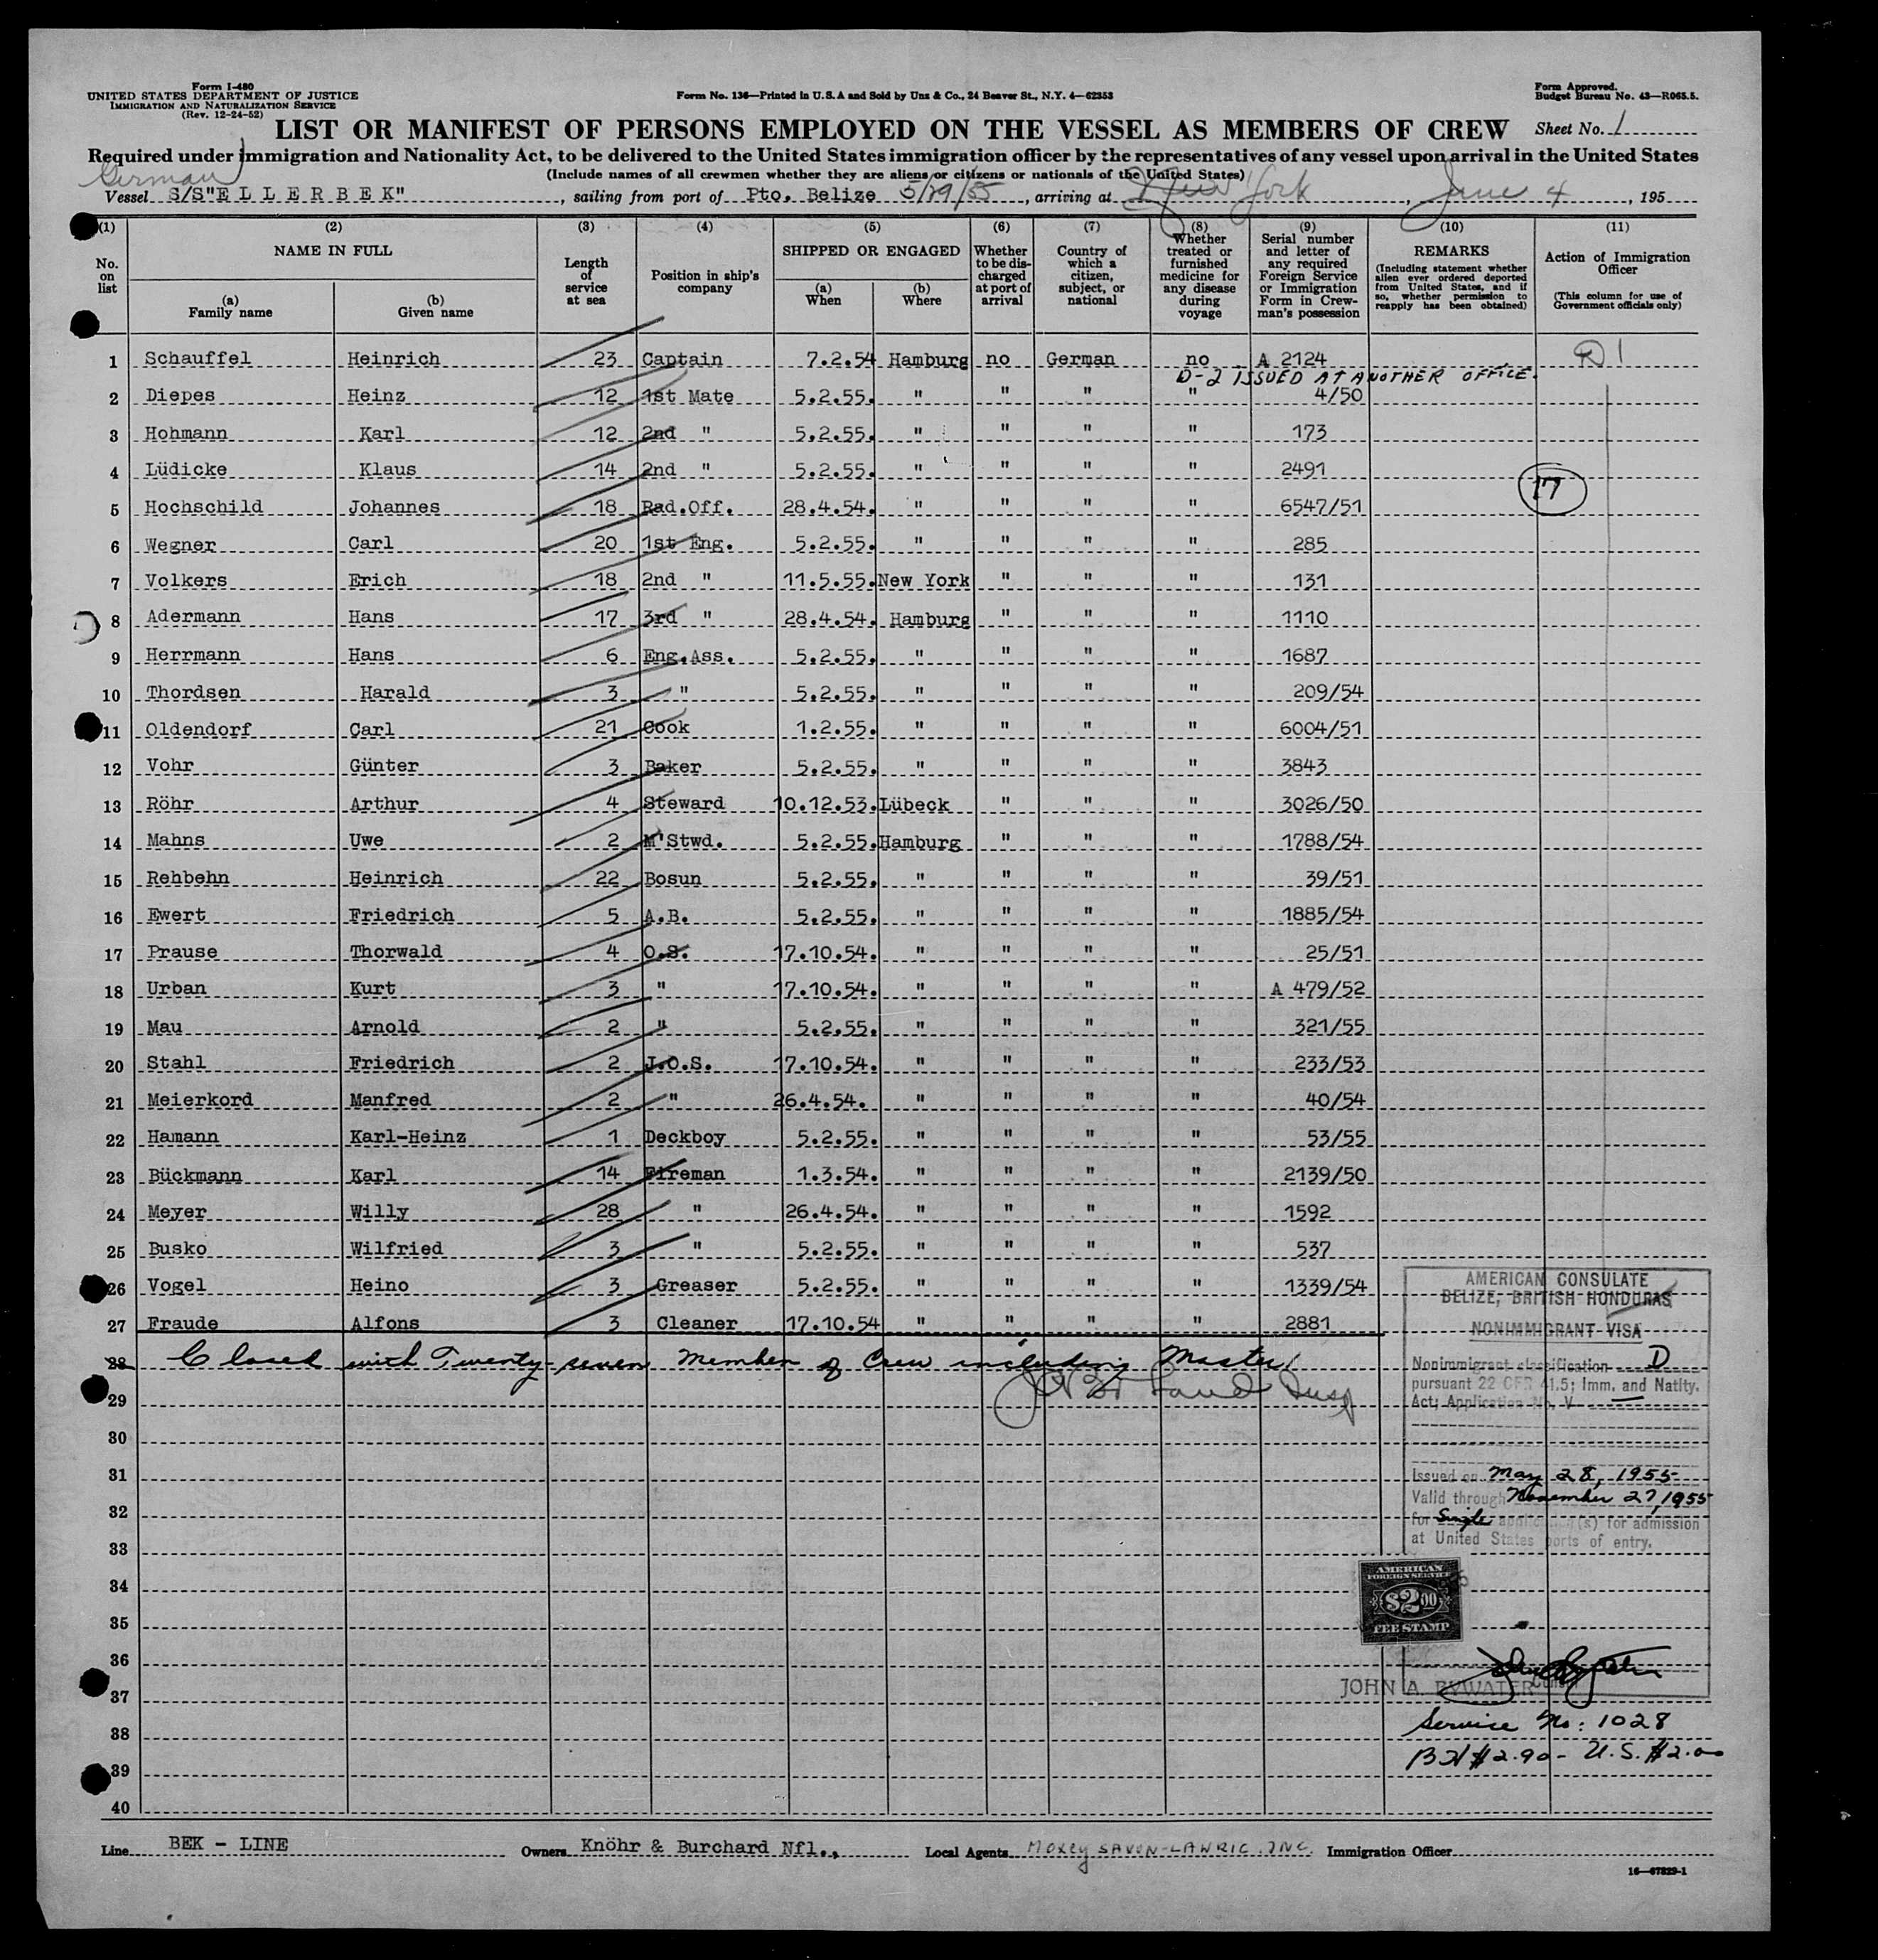 Form I-480
UNITED STATES DEPARTMENT OF JUSTICE
IMMIGRATION AND NATURALIZATION SERVICE
(Rev. 12-24-52)
Form No. 136—Printed in U.S.A and Sold by Unz & Co., 24 Beaver St., N.Y. 4—62353
Form Approved.
Budget Bureau No. 43—R065.5.
LIST OR MANIFEST OF PERSONS EMPLOYED ON THE VESSEL AS MEMBERS OF CREW Sheet No. 1
Required under Immigration and Nationality Act, to be delivered to the United States immigration officer by the representatives of any vessel upon arrival in the United States
(Include names of all crewmen whether they are aliens or citizens or nationals of the United States)
German
Vessel S/S"E L L E R B E K", sailing from port of Pto. Belize 5/29/55, arriving at New York, June 4, 195
(1) No. on list
(2) NAME IN FULL (a) Family name (b) Given name
(3) Length of service at sea
(4) Position in ship's company
(5) SHIPPED OR ENGAGED (a) When (b) Where
(6) Whether to be discharged at port of arrival
(7) Country of which a citizen, subject, or national
(8) Whether treated or furnished medicine for any disease during voyage
(9) Serial number and letter of any required Foreign Service or Immigration Form in Crewman's possession
(10) REMARKS (Including statement whether alien ever ordered deported from United States, and if so, whether permission to reapply has been obtained)
(11) Action of Immigration Officer (This column for use of Government officials only)
1 Schauffel Heinrich 23 Captain 7.2.54 Hamburg no German no A 2124 D 1
D-2 ISSUED AT ANOTHER OFFICE.
2 Diepes Heinz 12 1st Mate 5.2.55. " " " " 4/50
3 Hohmann Karl 12 2nd " 5.2.55. " " " " 173
4 Lüdicke Klaus 14 2nd " 5.2.55. " " " " 2491
17
5 Hochschild Johannes 18 Rad.Off. 28.4.54. " " " " 6547/51
6 Wegner Carl 20 1st Eng. 5.2.55. " " " " 285
7 Volkers Erich 18 2nd " 11.5.55. New York " " " 131
8 Adermann Hans 17 3rd " 28.4.54. Hamburg " " " 1110
9 Herrmann Hans 6 Eng.Ass. 5.2.55. " " " " 1687
10 Thordsen Harald 3 " 5.2.55. " " " " 209/54
11 Oldendorf Carl 21 Cook 1.2.55. " " " " 6004/51
12 Vohr Günter 3 Baker 5.2.55. " " " " 3843
13 Röhr Arthur 4 Steward 10.12.53. Lübeck " " " 3026/50
14 Mahns Uwe 2 M'Stwd. 5.2.55. Hamburg " " " 1788/54
15 Rehbehn Heinrich 22 Bosun 5.2.55. " " " " 39/51
16 Ewert Friedrich 5 A.B. 5.2.55. " " " " 1885/54
17 Prause Thorwald 4 O.S. 17.10.54. " " " " 25/51
18 Urban Kurt 3 " 17.10.54. " " " " A 479/52
19 Mau Arnold 2 " 5.2.55. " " " " 321/55
20 Stahl Friedrich 2 J.O.S. 17.10.54. " " " " 233/53
21 Meierkord Manfred 2 " 26.4.54. " " " " 40/54
22 Hamann Karl-Heinz 1 Deckboy 5.2.55. " " " " 53/55
23 Bückmann Karl 14 Fireman 1.3.54. " " " " 2139/50
24 Meyer Willy 28 " 26.4.54. " " " " 1592
25 Busko Wilfried 3 " 5.2.55. " " " " 537
26 Vogel Heino 3 Greaser 5.2.55. " " " " 1339/54
27 Fraude Alfons 3 Cleaner 17.10.54 " " " " 2881
28 Closed with Twenty-seven Member of Crew including Master
29
30
31
32
33
34
35
36
37
38
39
40
AMERICAN CONSULATE
BELIZE, BRITISH HONDURAS
NONIMMIGRANT VISA
Nonimmigrant classification D
pursuant 22 CFR 41.5; Imm. and Natlty.
Act; Application No. V —
Issued on May 28, 1955
Valid through November 27, 1955
for Single application(s) for admission
at United States ports of entry.
AMERICAN
FOREIGN SERVICE
$2.00
FEE STAMP
JOHN A. BYWATER Consul
Service No: 1028
BH$2.90 - U.S. $2.00
Line BEK - LINE Owners Knöhr & Burchard Nfl., Local Agents Moxey SAVON-LAWRIC. INC. Immigration Officer
16—67829-1